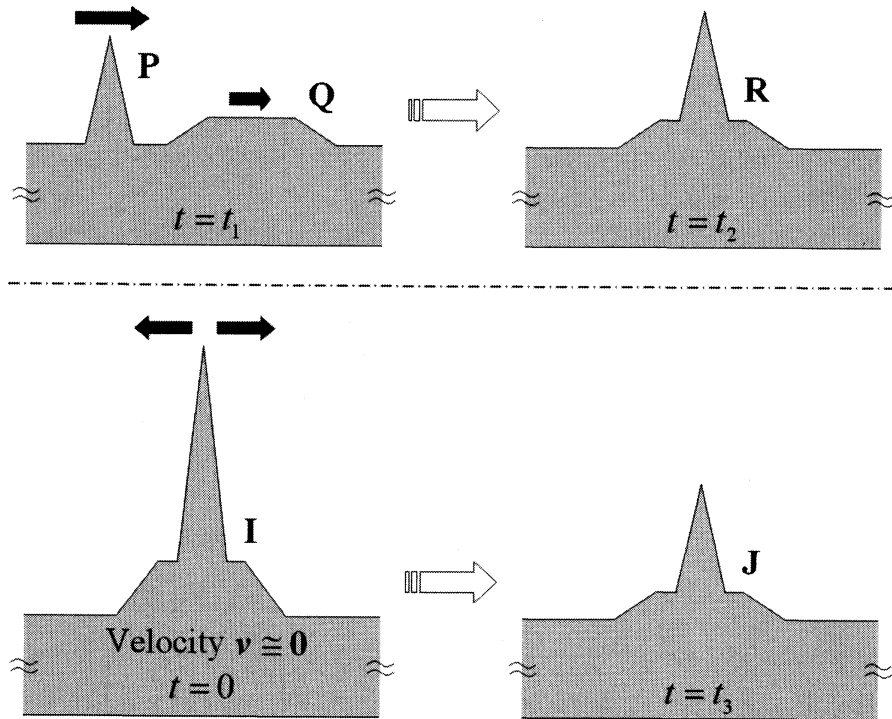 P
Q
R
t = t₁
t = t₂
I
J
Velocity v ≅ 0
t = 0
t = t₃